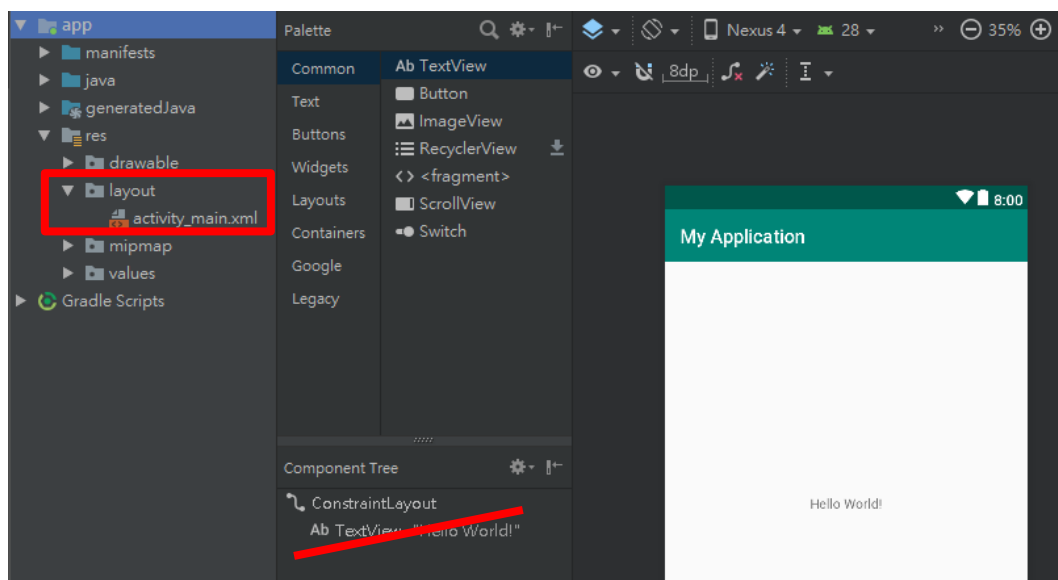 app
manifests
java
generatedJava
res
drawable
layout
activity_main.xml
mipmap
values
Gradle Scripts
Palette
Common
Text
Buttons
Widgets
Layouts
Containers
Google
Legacy
Ab TextView
Button
ImageView
RecyclerView
<fragment>
ScrollView
Switch
Component Tree
ConstraintLayout
Ab TextView- "Hello World!"
Nexus 4 28 35%
8dp
8:00
My Application
Hello World!